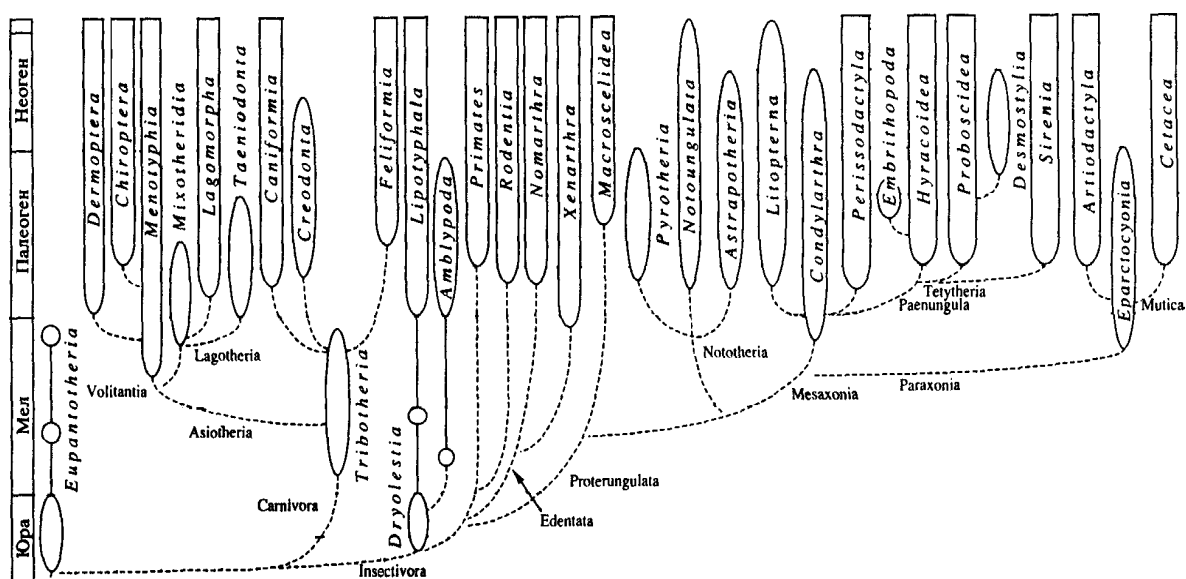 Неоген
Палеоген
Мел
Юра
Eupantotheria
Dermoptera
Chiroptera
Menotyphia
Mixotheridia
Lagomorpha
Taeniodonta
Caniformia
Creodonta
Feliformia
Tribotheria
Dryolestia
Lipotyphala
Amblypoda
Primates
Rodentia
Nomarthra
Xenarthra
Macroscelidea
Pyrotheria
Notoungulata
Astrapotheria
Litopterna
Condylarthra
Perissodactyla
Embrithopoda
Hyracoidea
Proboscidea
Desmostylia
Sirenia
Artiodactyla
Eparctocyonia
Cetacea
Volitantia
Lagotheria
Asiotheria
Carnivora
Insectivora
Edentata
Proterungulata
Nototheria
Mesaxonia
Paraxonia
Tetytheria
Paenungula
Mutica